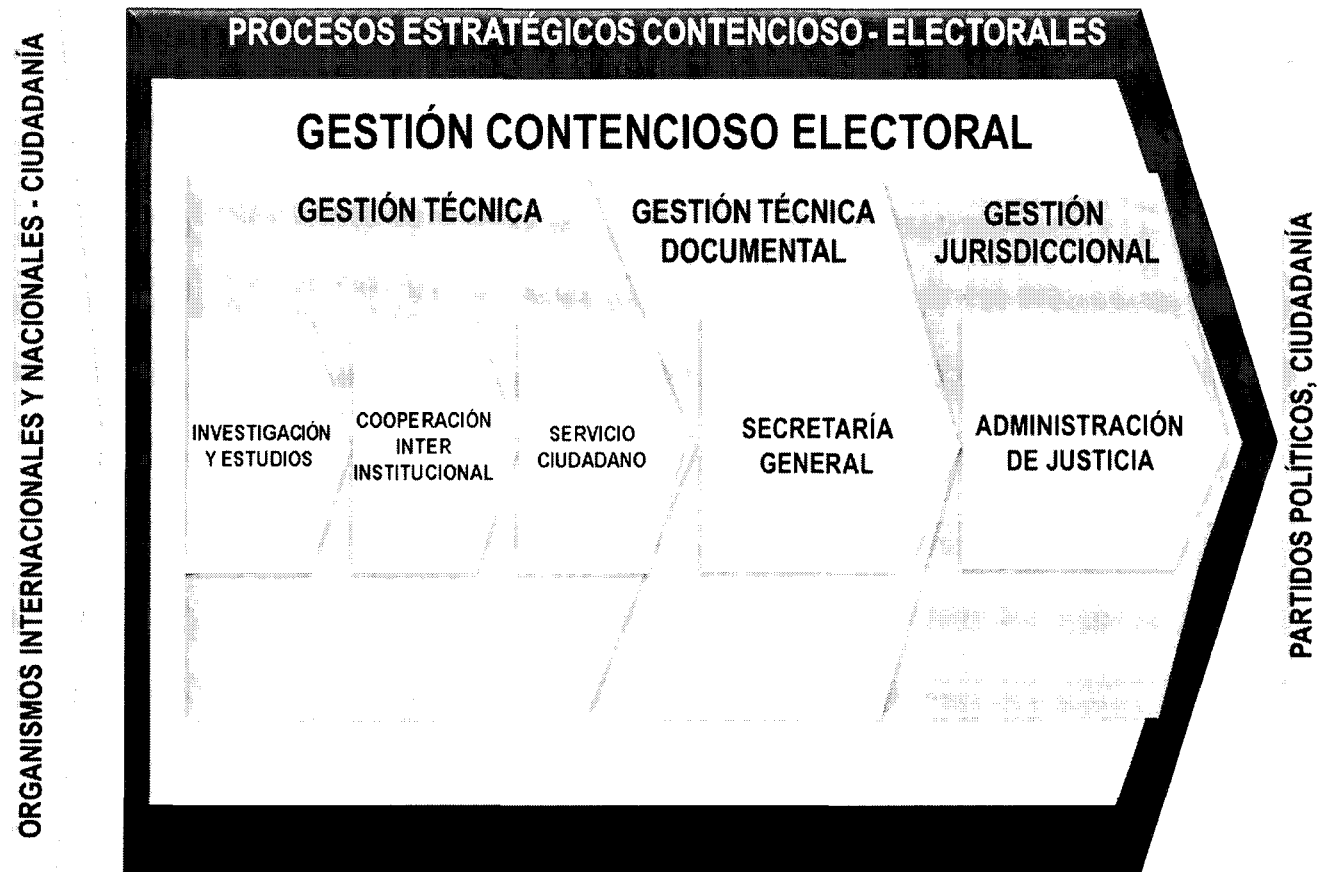 PROCESOS ESTRATÉGICOS CONTENCIOSO - ELECTORALES
ORGANISMOS INTERNACIONALES Y NACIONALES - CIUDADANÍA
GESTIÓN CONTENCIOSO ELECTORAL
GESTIÓN TÉCNICA
GESTIÓN TÉCNICA
DOCUMENTAL
GESTIÓN
JURISDICCIONAL
INVESTIGACIÓN
Y ESTUDIOS
COOPERACIÓN
INTER
INSTITUCIONAL
SERVICIO
CIUDADANO
SECRETARÍA
GENERAL
ADMINISTRACIÓN
DE JUSTICIA
PARTIDOS POLÍTICOS, CIUDADANÍA